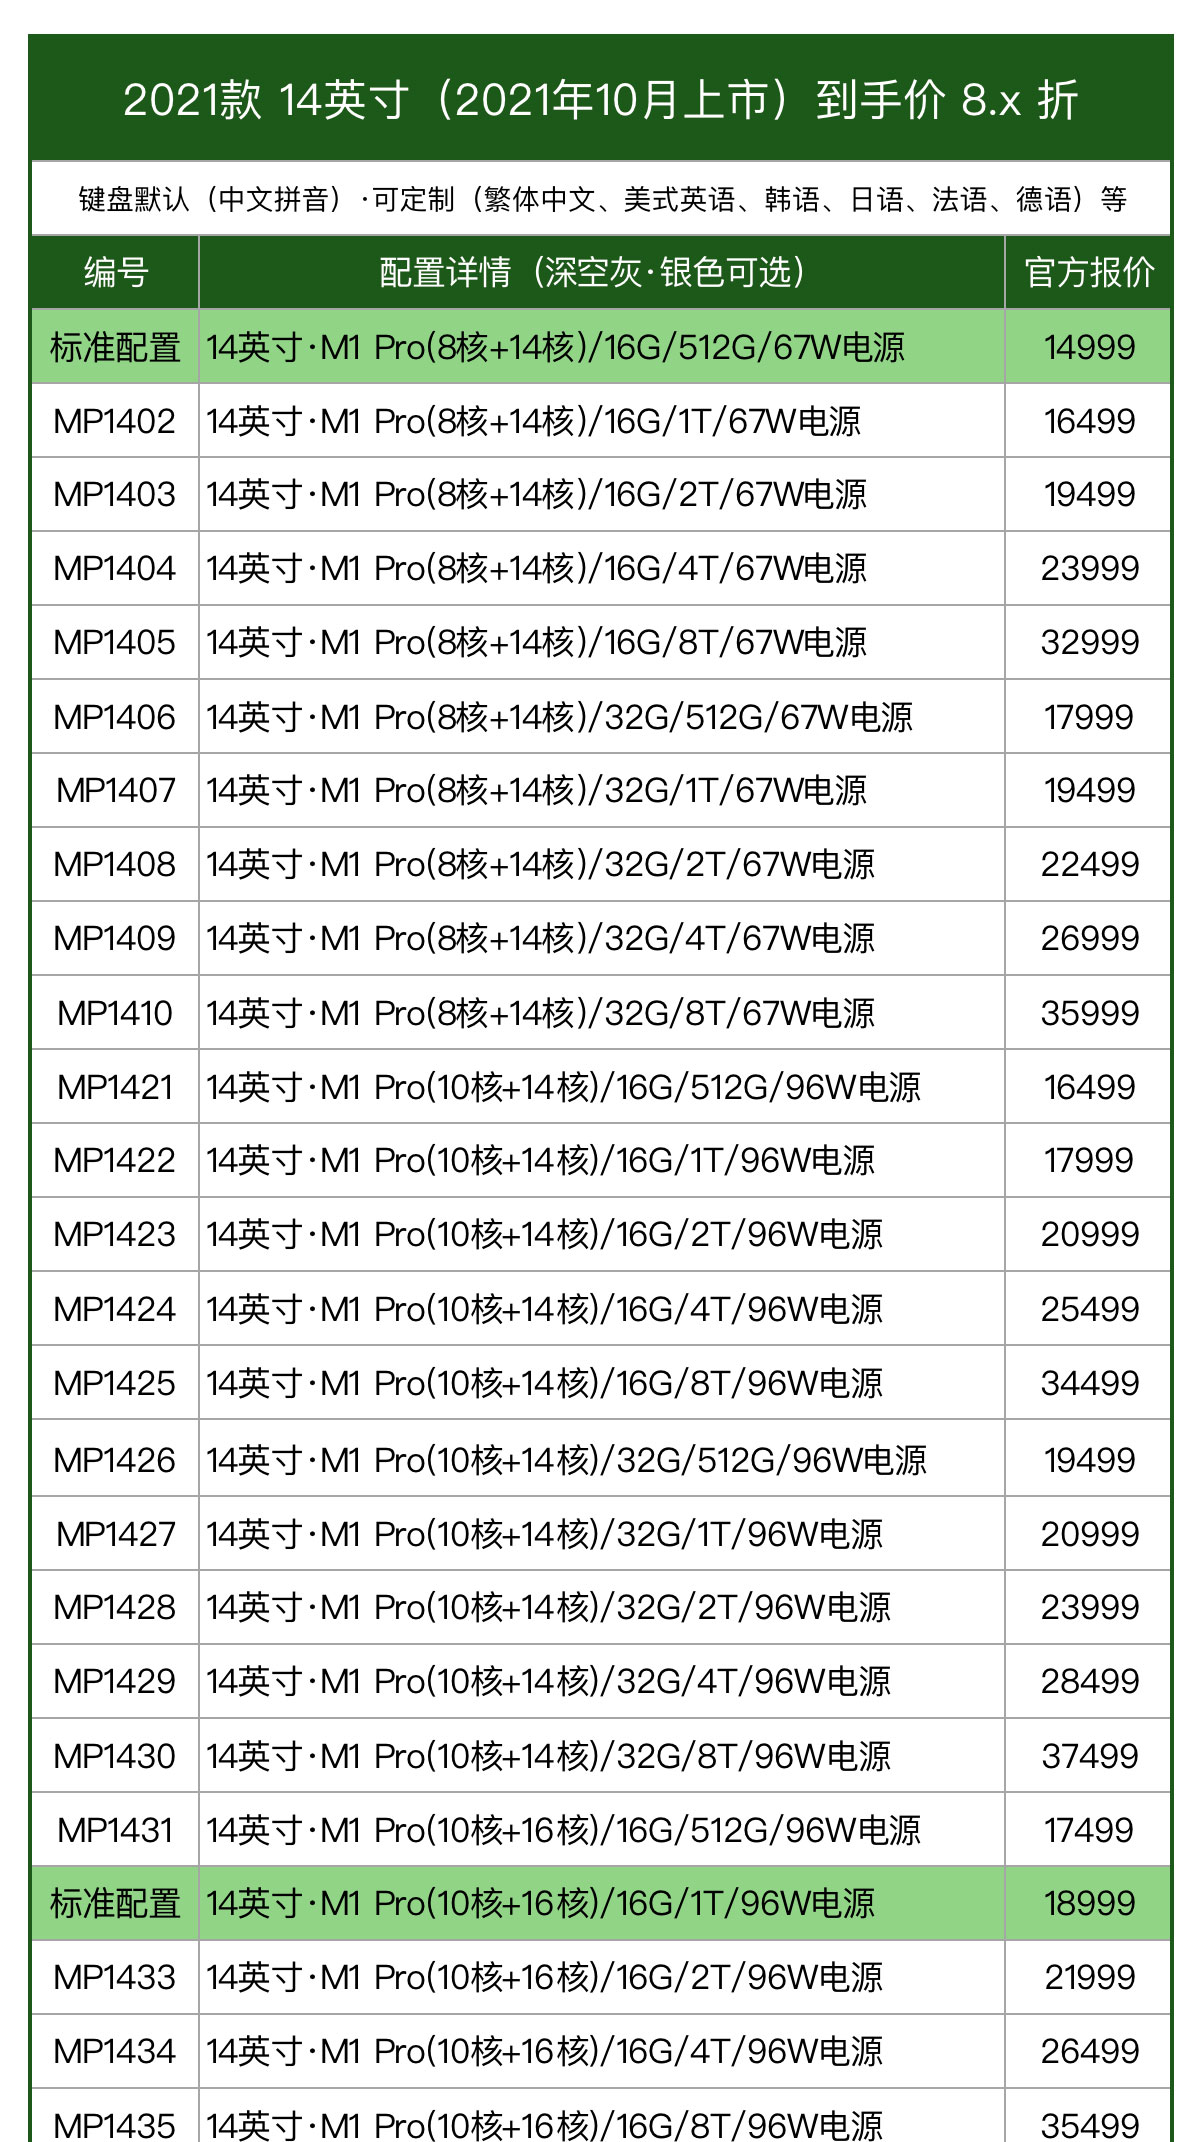 2021款 14英寸（2021年10月上市）到手价 8.x 折
键盘默认（中文拼音）·可定制（繁体中文、美式英语、韩语、日语、法语、德语）等
编号 配置详情（深空灰·银色可选） 官方报价
标准配置 14英寸·M1 Pro(8核+14核)/16G/512G/67W电源 14999
MP1402 14英寸·M1 Pro(8核+14核)/16G/1T/67W电源 16499
MP1403 14英寸·M1 Pro(8核+14核)/16G/2T/67W电源 19499
MP1404 14英寸·M1 Pro(8核+14核)/16G/4T/67W电源 23999
MP1405 14英寸·M1 Pro(8核+14核)/16G/8T/67W电源 32999
MP1406 14英寸·M1 Pro(8核+14核)/32G/512G/67W电源 17999
MP1407 14英寸·M1 Pro(8核+14核)/32G/1T/67W电源 19499
MP1408 14英寸·M1 Pro(8核+14核)/32G/2T/67W电源 22499
MP1409 14英寸·M1 Pro(8核+14核)/32G/4T/67W电源 26999
MP1410 14英寸·M1 Pro(8核+14核)/32G/8T/67W电源 35999
MP1421 14英寸·M1 Pro(10核+14核)/16G/512G/96W电源 16499
MP1422 14英寸·M1 Pro(10核+14核)/16G/1T/96W电源 17999
MP1423 14英寸·M1 Pro(10核+14核)/16G/2T/96W电源 20999
MP1424 14英寸·M1 Pro(10核+14核)/16G/4T/96W电源 25499
MP1425 14英寸·M1 Pro(10核+14核)/16G/8T/96W电源 34499
MP1426 14英寸·M1 Pro(10核+14核)/32G/512G/96W电源 19499
MP1427 14英寸·M1 Pro(10核+14核)/32G/1T/96W电源 20999
MP1428 14英寸·M1 Pro(10核+14核)/32G/2T/96W电源 23999
MP1429 14英寸·M1 Pro(10核+14核)/32G/4T/96W电源 28499
MP1430 14英寸·M1 Pro(10核+14核)/32G/8T/96W电源 37499
MP1431 14英寸·M1 Pro(10核+16核)/16G/512G/96W电源 17499
标准配置 14英寸·M1 Pro(10核+16核)/16G/1T/96W电源 18999
MP1433 14英寸·M1 Pro(10核+16核)/16G/2T/96W电源 21999
MP1434 14英寸·M1 Pro(10核+16核)/16G/4T/96W电源 26499
MP1435 14英寸·M1 Pro(10核+16核)/16G/8T/96W电源 35499